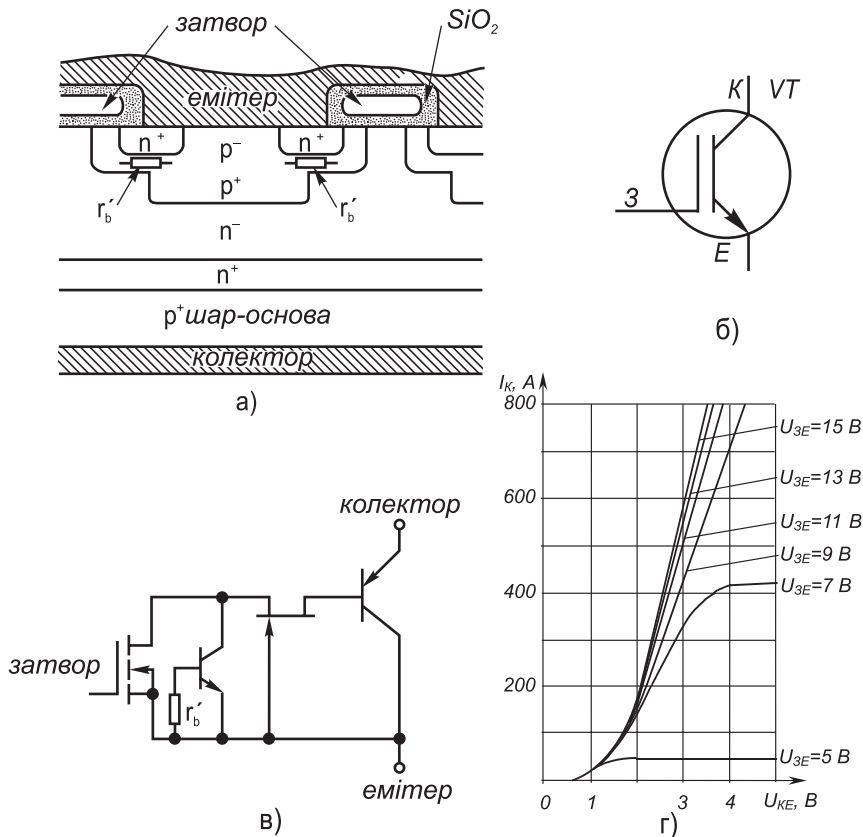 затвор
SiO₂
емітер
n⁺
p⁻
n⁺
p⁺
r′b
r′b
n⁻
n⁺
p⁺шар-основа
колектор
а)
К
VT
З
Е
б)
колектор
затвор
r′b
емітер
в)
Iк, А
800
600
400
200
0
1
3
4
UКЕ, В
UЗЕ=15 В
UЗЕ=13 В
UЗЕ=11 В
UЗЕ=9 В
UЗЕ=7 В
UЗЕ=5 В
г)